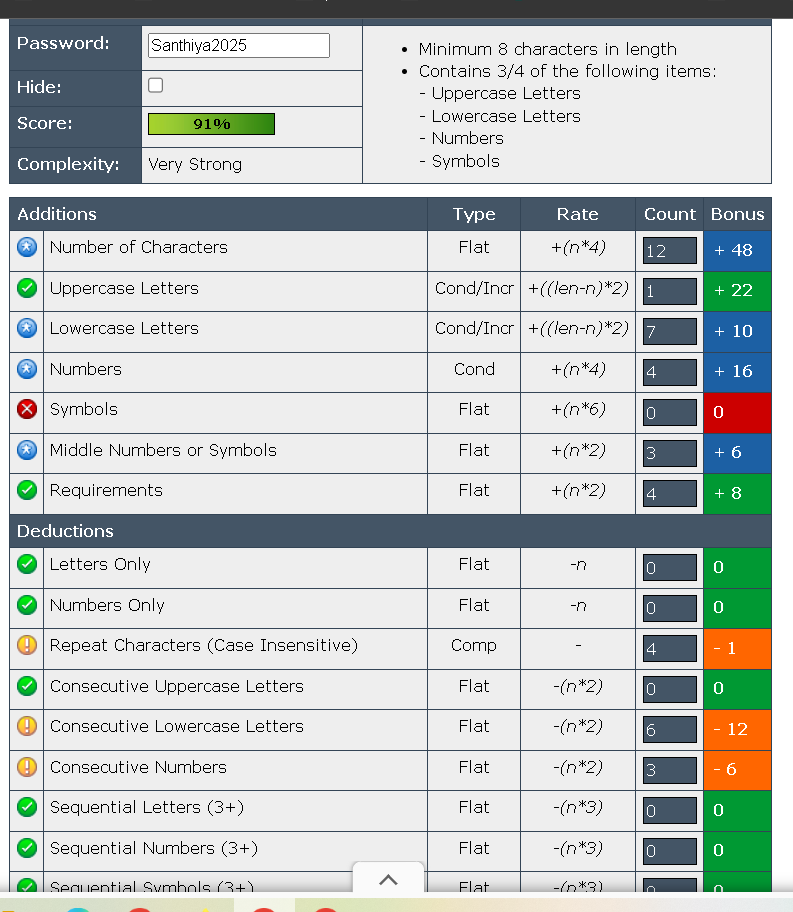 Password: Santhiya2025
Hide:
Score: 91%
Complexity: Very Strong
• Minimum 8 characters in length
• Contains 3/4 of the following items:
- Uppercase Letters
- Lowercase Letters
- Numbers
- Symbols
Additions Type Rate Count Bonus
Number of Characters Flat +(n*4) 12 + 48
Uppercase Letters Cond/Incr +((len-n)*2) 1 + 22
Lowercase Letters Cond/Incr +((len-n)*2) 7 + 10
Numbers Cond +(n*4) 4 + 16
Symbols Flat +(n*6) 0 0
Middle Numbers or Symbols Flat +(n*2) 3 + 6
Requirements Flat +(n*2) 4 + 8
Deductions
Letters Only Flat -n 0 0
Numbers Only Flat -n 0 0
Repeat Characters (Case Insensitive) Comp - 4 - 1
Consecutive Uppercase Letters Flat -(n*2) 0 0
Consecutive Lowercase Letters Flat -(n*2) 6 - 12
Consecutive Numbers Flat -(n*2) 3 - 6
Sequential Letters (3+) Flat -(n*3) 0 0
Sequential Numbers (3+) Flat -(n*3) 0 0
Sequential Symbols (3+) Flat -(n*3) 0 0